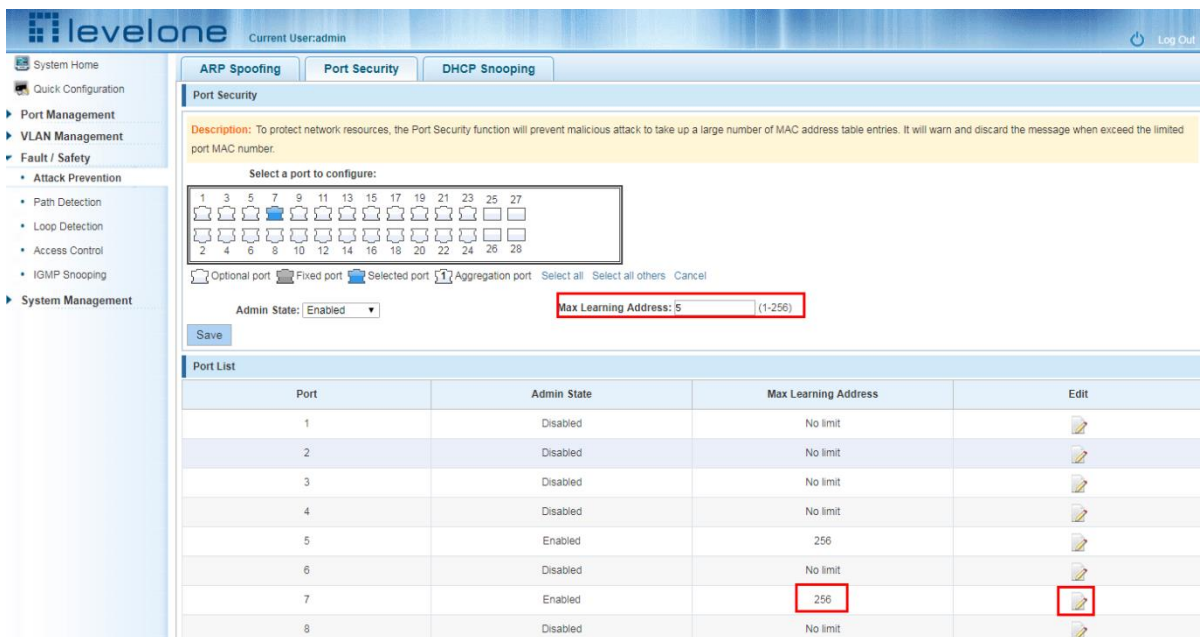 levelone
Current User:admin
Log Out
System Home
Quick Configuration
Port Management
VLAN Management
Fault / Safety
Attack Prevention
Path Detection
Loop Detection
Access Control
IGMP Snooping
System Management
ARP Spoofing Port Security DHCP Snooping
Port Security
Description: To protect network resources, the Port Security function will prevent malicious attack to take up a large number of MAC address table entries. It will warn and discard the message when exceed the limited
port MAC number.
Select a port to configure:
1 3 5 7 9 11 13 15 17 19 21 23 25 27
2 4 6 8 10 12 14 16 18 20 22 24 26 28
Optional port Fixed port Selected port 1 Aggregation port Select all Select all others Cancel
Admin State: Enabled Max Learning Address: 5 (1-256)
Save
Port List
Port Admin State Max Learning Address Edit
1 Disabled No limit
2 Disabled No limit
3 Disabled No limit
4 Disabled No limit
5 Enabled 256
6 Disabled No limit
7 Enabled 256
8 Disabled No limit